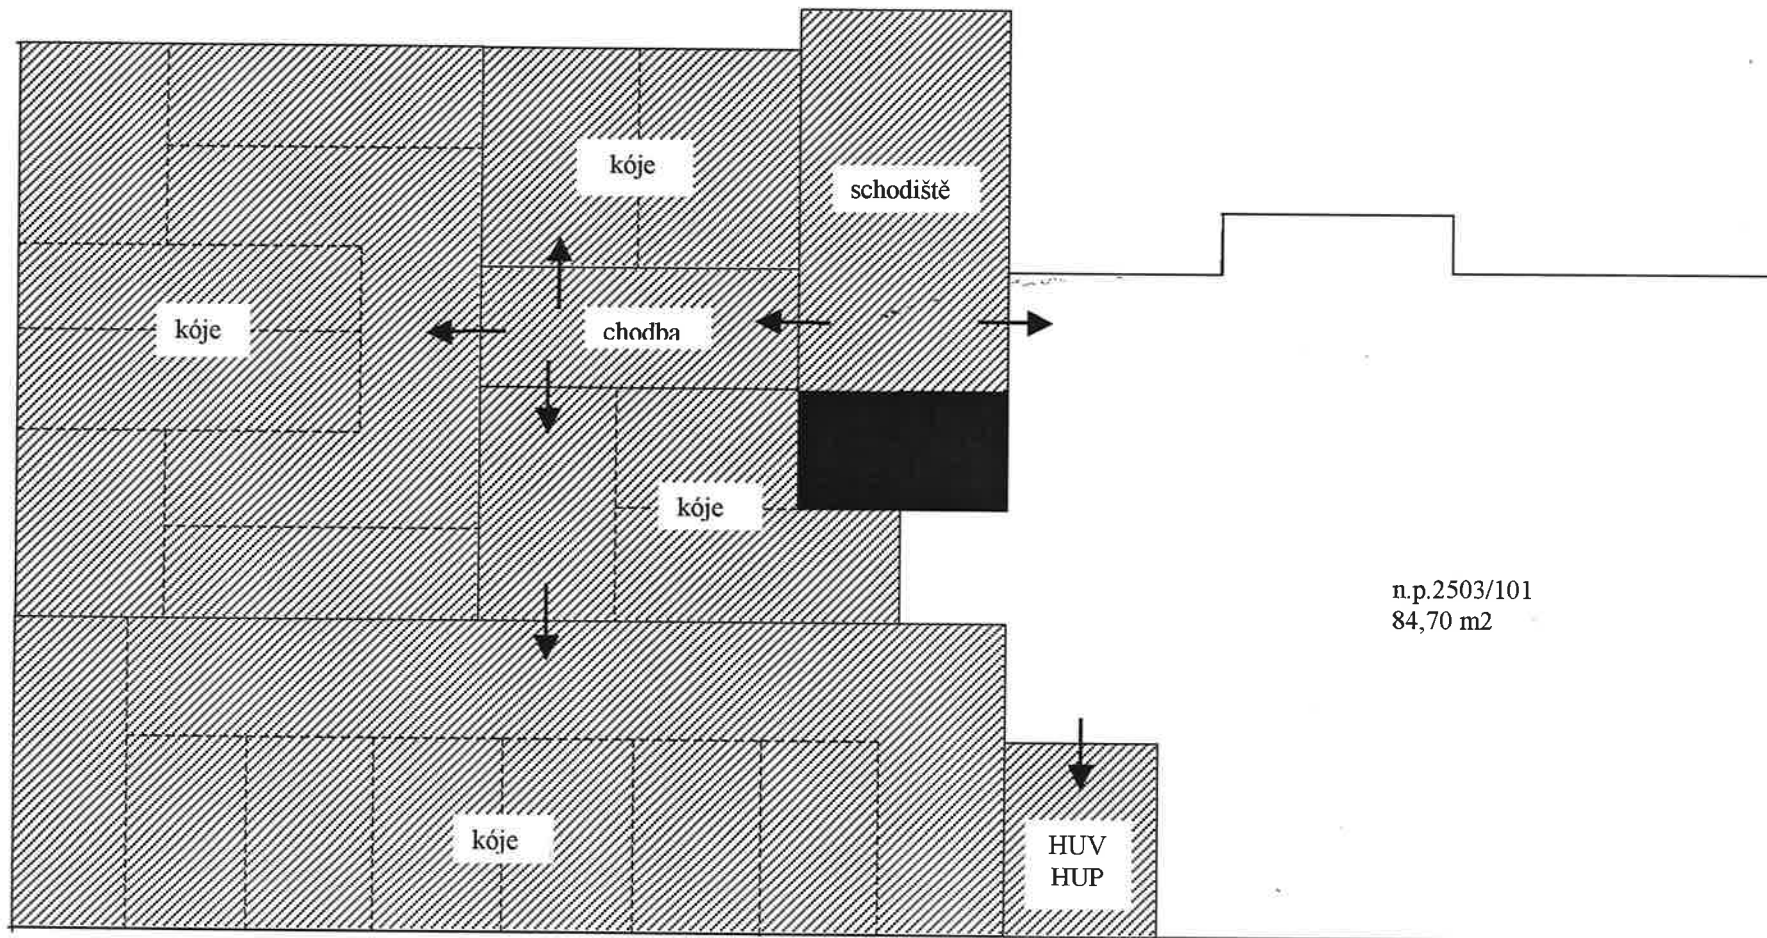 kóje
schodiště
kóje
chodba
kóje
n.p.2503/101
84,70 m2
kóje
HUV
HUP